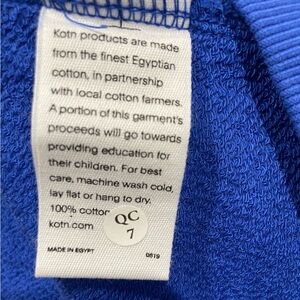 Kotn products are made
from the finest Egyptian
cotton, in partnership
with local cotton farmers.
A portion of this garment's
proceeds will go towards
providing education for
their children. For best
care, machine wash cold,
lay flat or hang to dry.
100% cotton
QC
7
kotn.com
MADE IN EGYPT 0619